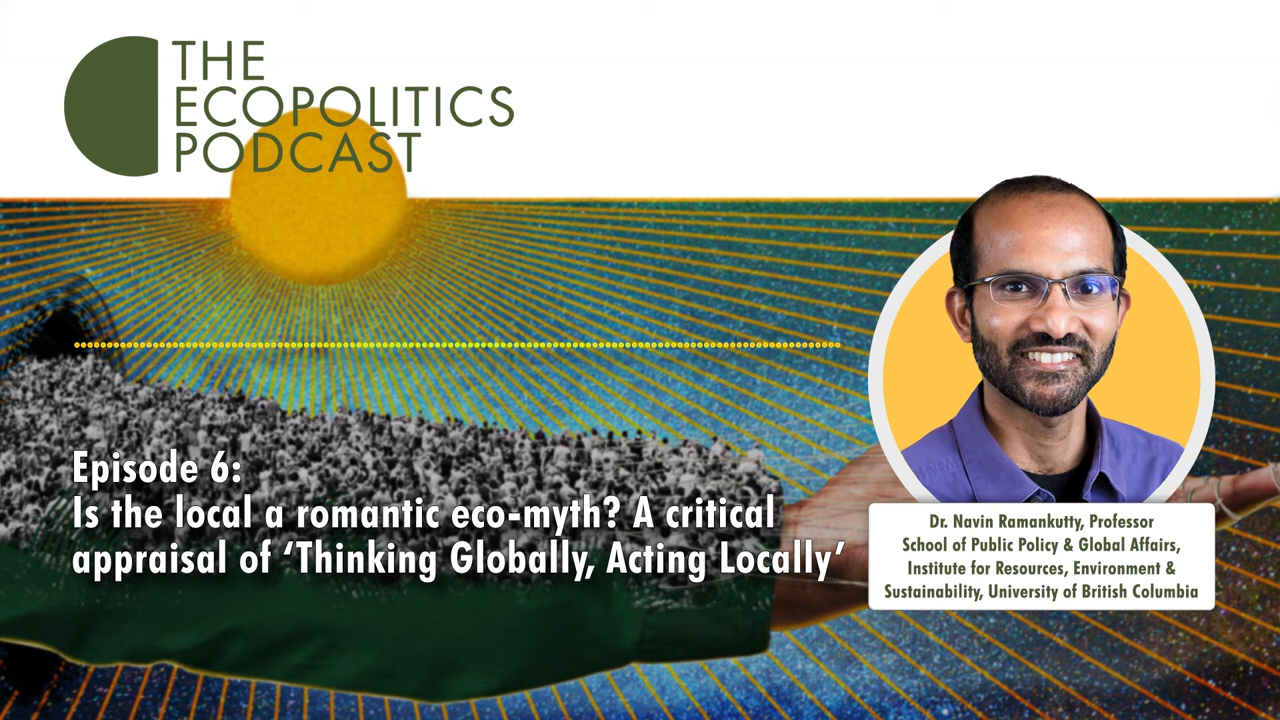 THE
ECOPOLITICS
PODCAST
Episode 6:
Is the local a romantic eco-myth? A critical
appraisal of ‘Thinking Globally, Acting Locally’
Dr. Navin Ramankutty, Professor
School of Public Policy & Global Affairs,
Institute for Resources, Environment &
Sustainability, University of British Columbia